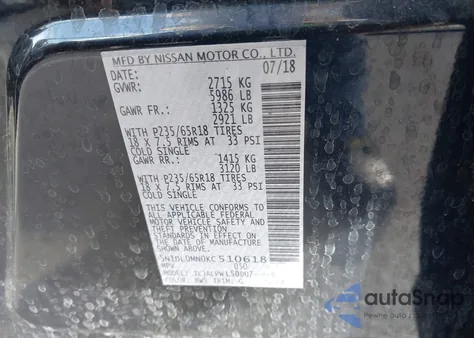 MFD BY NISSAN MOTOR CO., LTD.
DATE: 07/18
GVWR: 2715 KG
5986 LB
GAWR FR.: 1325 KG
2921 LB
WITH P235/65R18 TIRES
18 X 7.5 RIMS AT 33 PSI
COLD SINGLE
GAWR RR.: 1415 KG
3120 LB
WITH P235/65R18 TIRES
18 X 7.5 RIMS AT 33 PSI
COLD SINGLE
THIS VEHICLE CONFORMS TO
ALL APPLICABLE FEDERAL
MOTOR VEHICLE SAFETY AND
THEFT PREVENTION
STANDARDS IN EFFECT ON THE
DATE OF MANUFACTURE
5N1DL0MN0KC510618
MPV
COLOR: TRIM: G
autoSnap